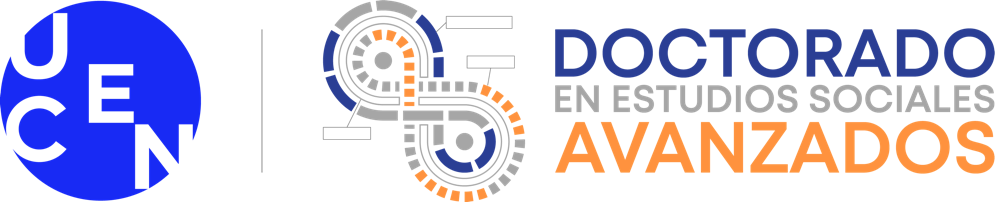 UCEN
DOCTORADO
EN ESTUDIOS SOCIALES
AVANZADOS